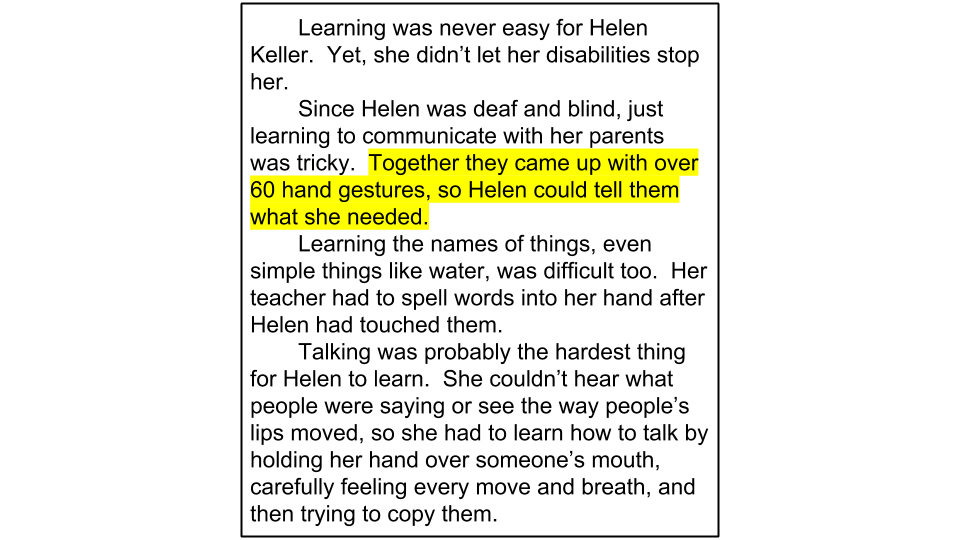 Learning was never easy for Helen
Keller.  Yet, she didn’t let her disabilities stop
her.
Since Helen was deaf and blind, just
learning to communicate with her parents
was tricky.  Together they came up with over
60 hand gestures, so Helen could tell them
what she needed.
Learning the names of things, even
simple things like water, was difficult too.  Her
teacher had to spell words into her hand after
Helen had touched them.
Talking was probably the hardest thing
for Helen to learn.  She couldn’t hear what
people were saying or see the way people’s
lips moved, so she had to learn how to talk by
holding her hand over someone’s mouth,
carefully feeling every move and breath, and
then trying to copy them.